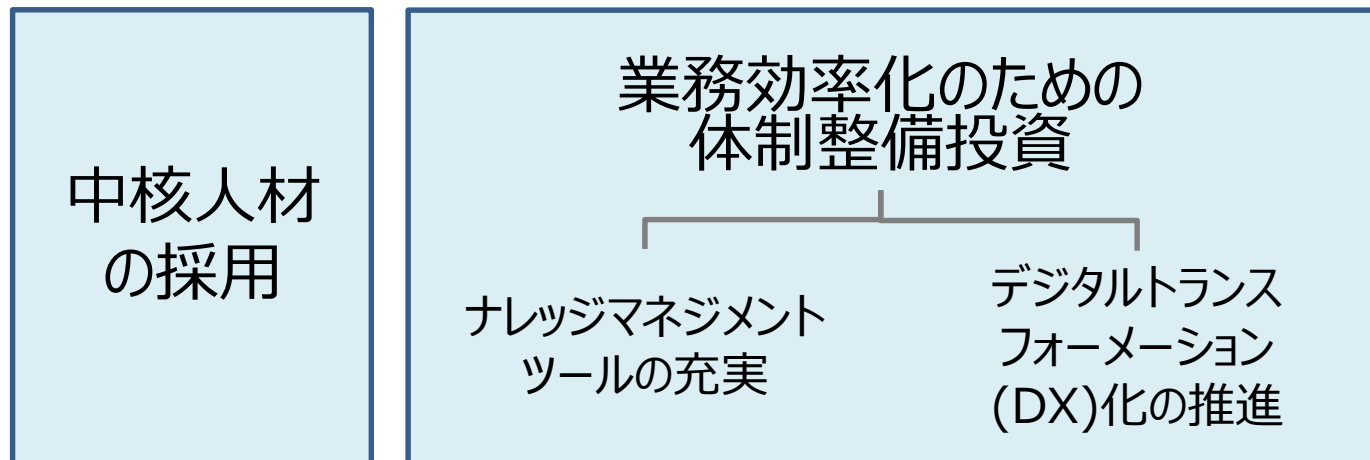 中核人材
の採用
業務効率化のための
体制整備投資
ナレッジマネジメント
ツールの充実
デジタルトランス
フォーメーション
(DX)化の推進